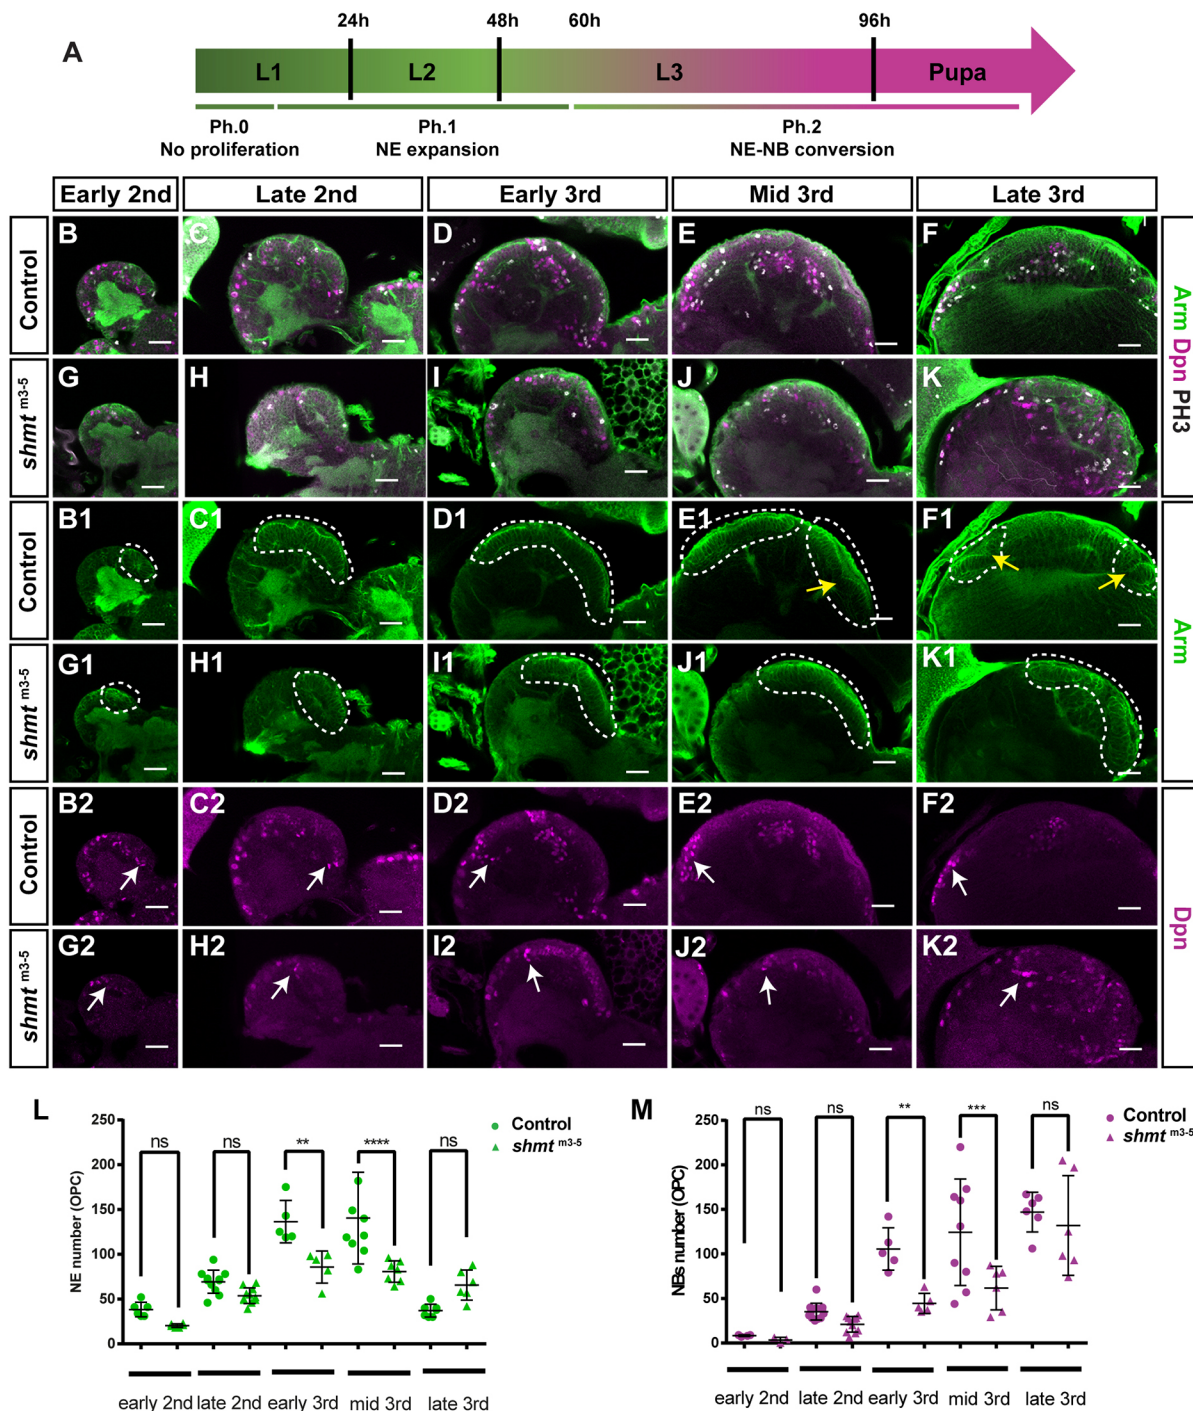 A
24h 48h 60h 96h
L1 L2 L3 Pupa
Ph.0 Ph.1 Ph.2
No proliferation NE expansion NE-NB conversion
Early 2nd Late 2nd Early 3rd Mid 3rd Late 3rd
Control B C D E F
shmt m3-5 G H I J K
Arm Dpn PH3
Control B1 C1 D1 E1 F1
shmt m3-5 G1 H1 I1 J1 K1
Arm
Control B2 C2 D2 E2 F2
shmt m3-5 G2 H2 I2 J2 K2
Dpn
L
NE number (OPC)
250
200
150
100
50
0
ns ns ** **** ns
Control
shmt m3-5
early 2nd late 2nd early 3rd mid 3rd late 3rd
M
NBs number (OPC)
250
200
150
100
50
0
ns ns ** *** ns
Control
shmt m3-5
early 2nd late 2nd early 3rd mid 3rd late 3rd